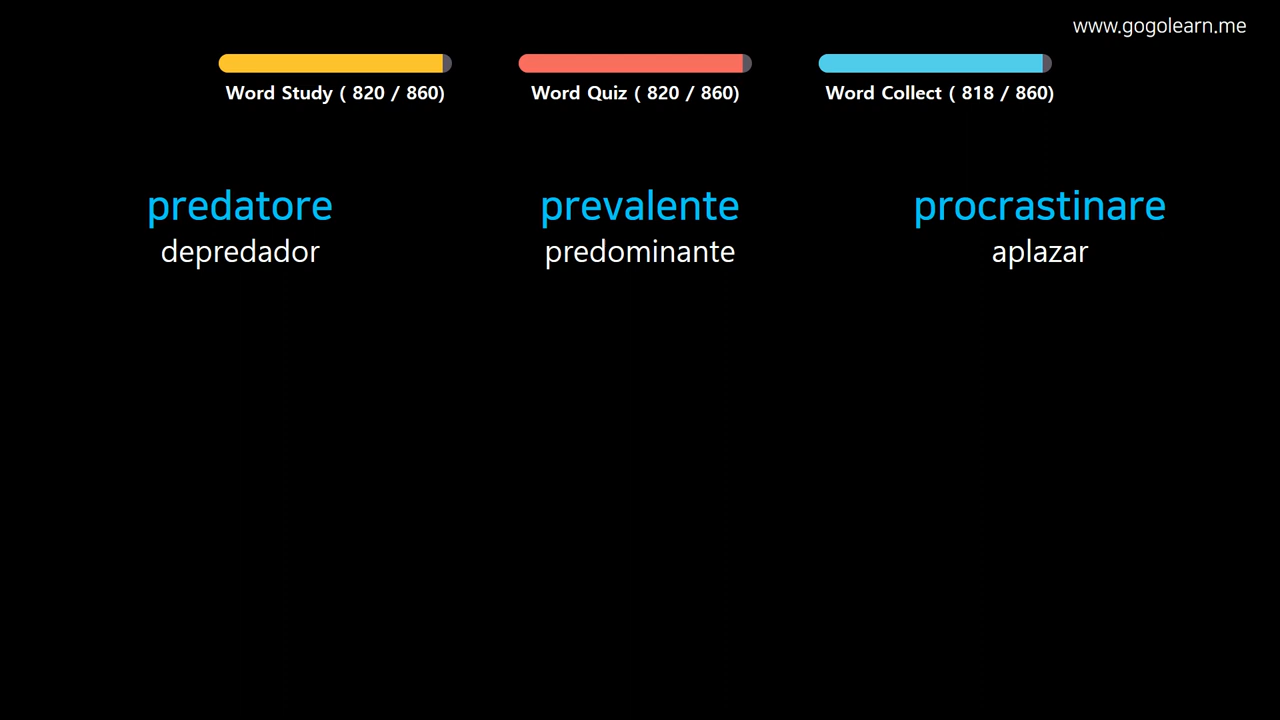 www.gogolearn.me
Word Study ( 820 / 860)
Word Quiz ( 820 / 860)
Word Collect ( 818 / 860)
predatore
depredador
prevalente
predominante
procrastinare
aplazar